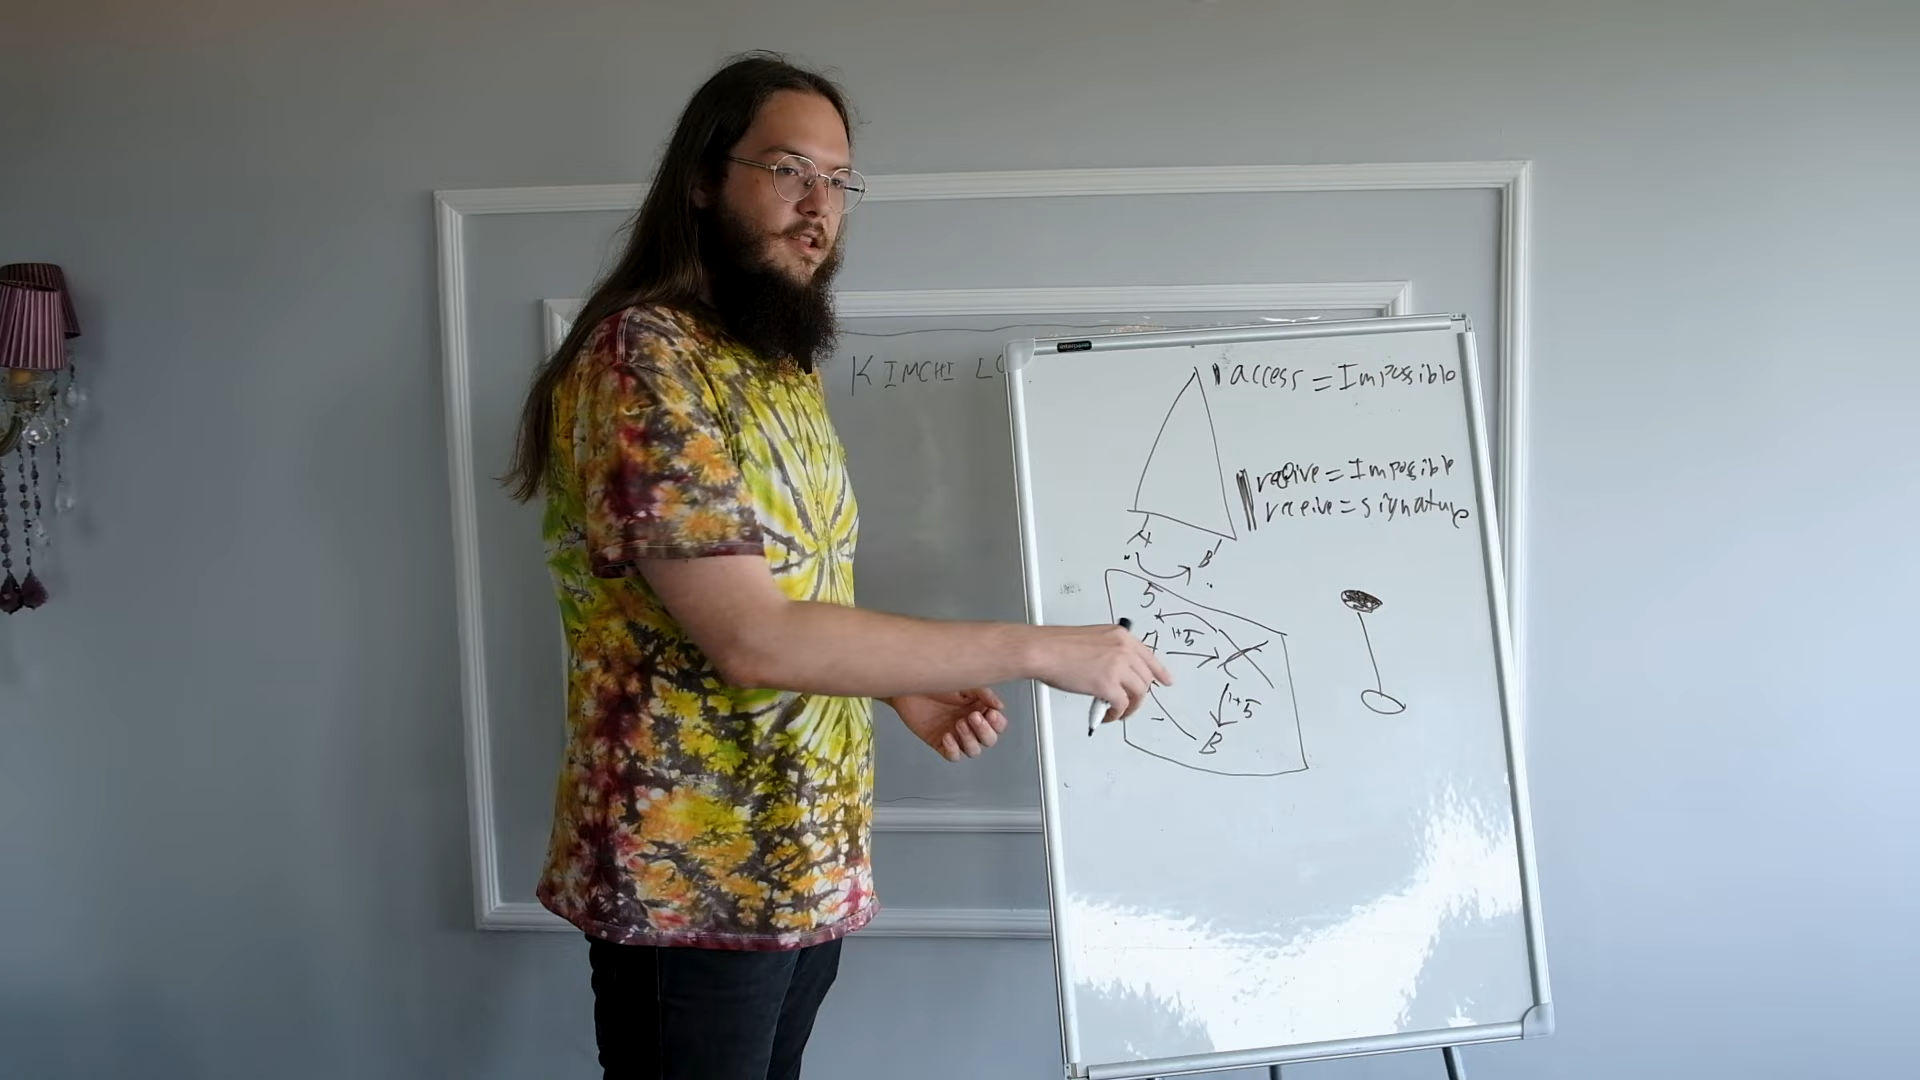 KIMCHI LO
access = Impossible
receive = Impossible
receive = signature
A
B
5
A
1+5
1+5
B